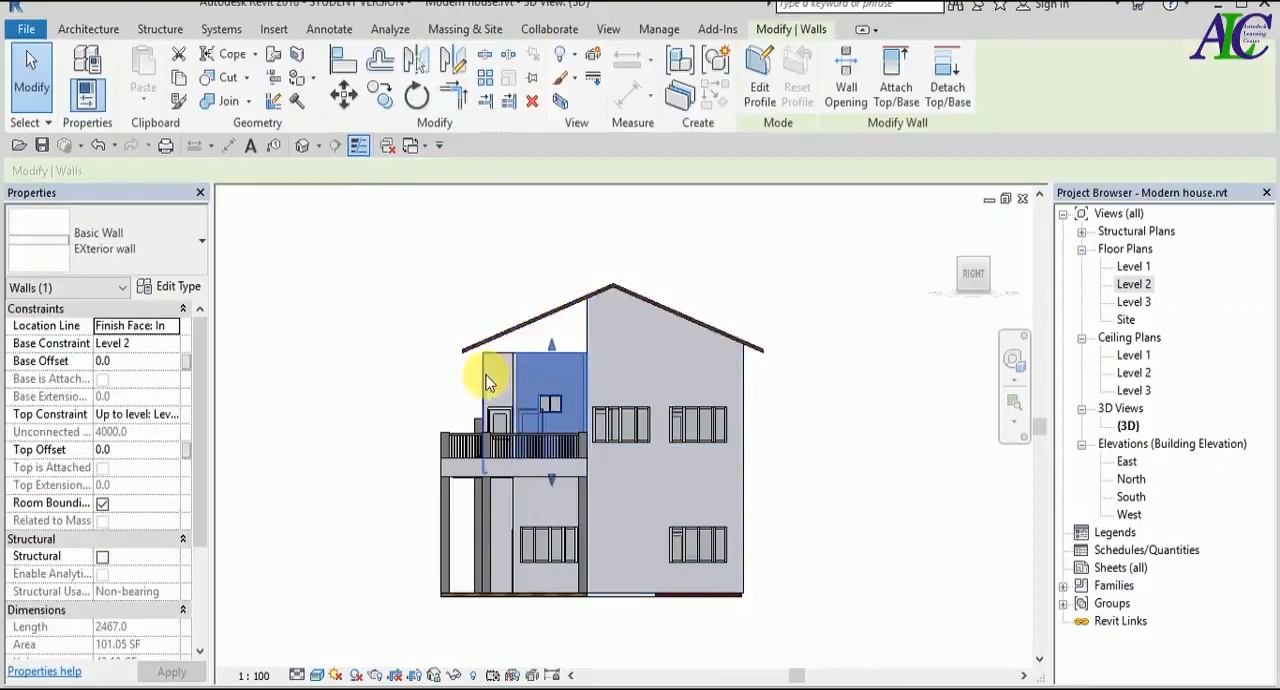 Autodesk Revit 2016 - STUDENT VERSION - Modern house.rvt - 3D View: {3D}
Type a keyword or phrase
Sign In
File Architecture Structure Systems Insert Annotate Analyze Massing & Site Collaborate View Manage Add-Ins Modify | Walls
ALC
Autodesk
Learning
Center
Modify
Paste
Cope
Cut
Join
Edit Profile
Reset Profile
Wall Opening
Attach Top/Base
Detach Top/Base
Select Properties Clipboard Geometry Modify View Measure Create Mode Modify Wall
Modify | Walls
Properties
Basic Wall
EXterior wall
Walls (1) Edit Type
Constraints
Location Line Finish Face: In
Base Constraint Level 2
Base Offset 0.0
Base is Attach...
Base Extensio... 0.0
Top Constraint Up to level: Lev...
Unconnected ... 4000.0
Top Offset 0.0
Top is Attached
Top Extension... 0.0
Room Boundi...
Related to Mass
Structural
Structural
Enable Analyti...
Structural Usa... Non-bearing
Dimensions
Length 2467.0
Area 101.05 SF
Properties help Apply
RIGHT
1 : 100
Project Browser - Modern house.rvt
Views (all)
Structural Plans
Floor Plans
Level 1
Level 2
Level 3
Site
Ceiling Plans
Level 1
Level 2
Level 3
3D Views
{3D}
Elevations (Building Elevation)
East
North
South
West
Legends
Schedules/Quantities
Sheets (all)
Families
Groups
Revit Links